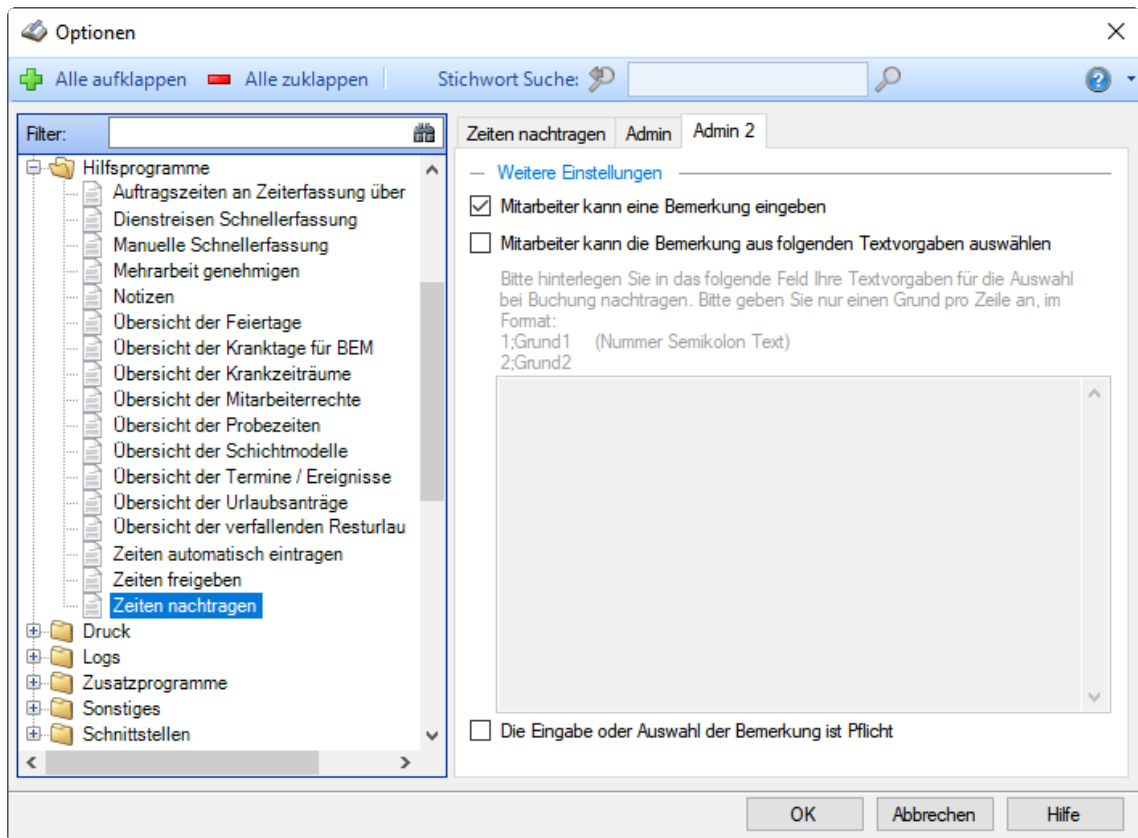 Optionen
Alle aufklappen Alle zuklappen Stichwort Suche:
Filter:
Hilfsprogramme
Auftragszeiten an Zeiterfassung über
Dienstreisen Schnellerfassung
Manuelle Schnellerfassung
Mehrarbeit genehmigen
Notizen
Übersicht der Feiertage
Übersicht der Kranktage für BEM
Übersicht der Krankzeiträume
Übersicht der Mitarbeiterrechte
Übersicht der Probezeiten
Übersicht der Schichtmodelle
Übersicht der Termine / Ereignisse
Übersicht der Urlaubsanträge
Übersicht der verfallenden Resturlau
Zeiten automatisch eintragen
Zeiten freigeben
Zeiten nachtragen
Druck
Logs
Zusatzprogramme
Sonstiges
Schnittstellen
Zeiten nachtragen Admin Admin 2
Weitere Einstellungen
Mitarbeiter kann eine Bemerkung eingeben
Mitarbeiter kann die Bemerkung aus folgenden Textvorgaben auswählen
Bitte hinterlegen Sie in das folgende Feld Ihre Textvorgaben für die Auswahl
bei Buchung nachtragen. Bitte geben Sie nur einen Grund pro Zeile an, im
Format:
1;Grund1 (Nummer Semikolon Text)
2;Grund2
Die Eingabe oder Auswahl der Bemerkung ist Pflicht
OK Abbrechen Hilfe